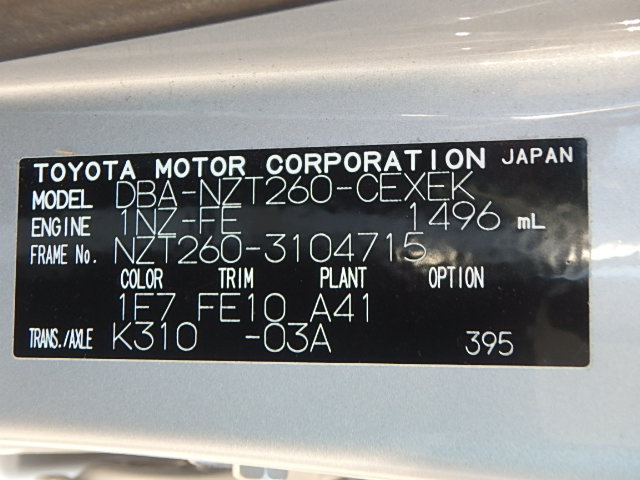 TOYOTA MOTOR CORPORATION JAPAN
MODEL DBA-NZT260-CEXEK
ENGINE 1NZ-FE 1496 mL
FRAME No. NZT260-3104715
COLOR TRIM PLANT OPTION
1E7 FE10 A41
TRANS./AXLE K310 -03A 395